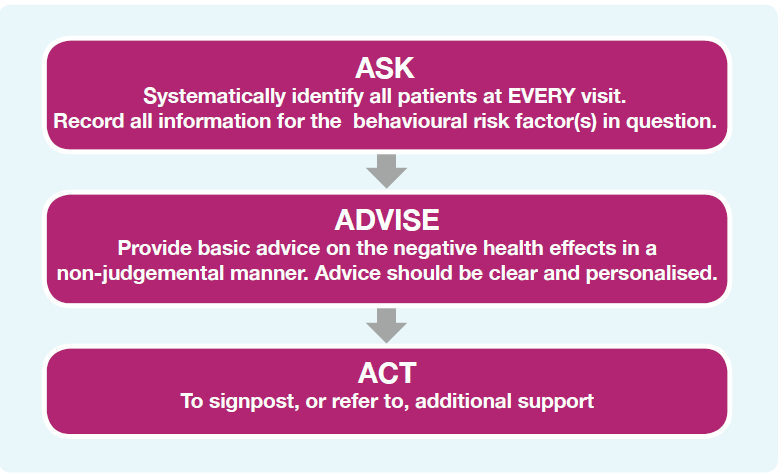 ASK
Systematically identify all patients at EVERY visit.
Record all information for the behavioural risk factor(s) in question.
ADVISE
Provide basic advice on the negative health effects in a
non-judgemental manner. Advice should be clear and personalised.
ACT
To signpost, or refer to, additional support